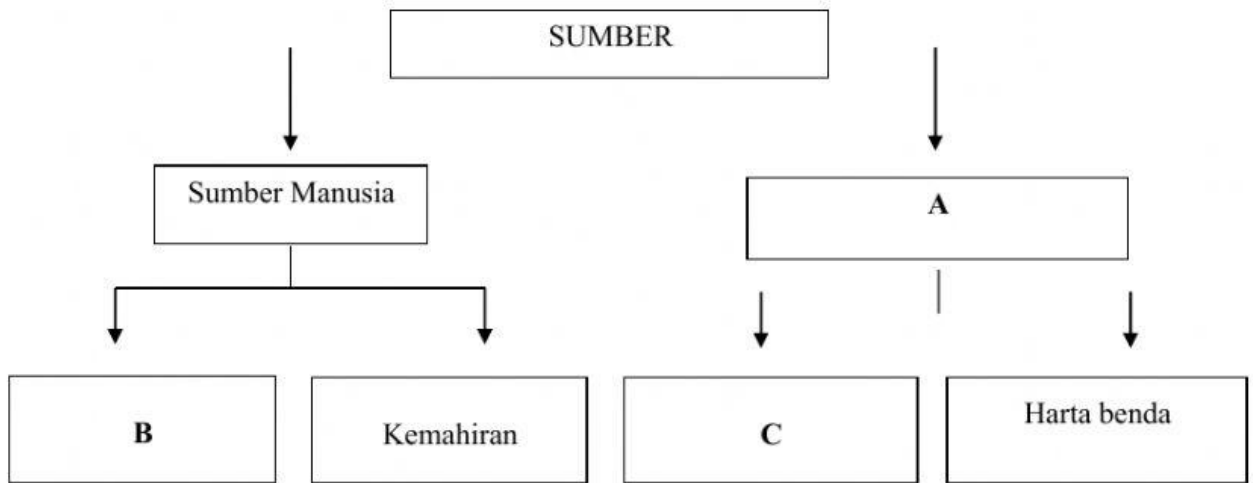 SUMBER
Sumber Manusia
A
B
Kemahiran
C
Harta benda